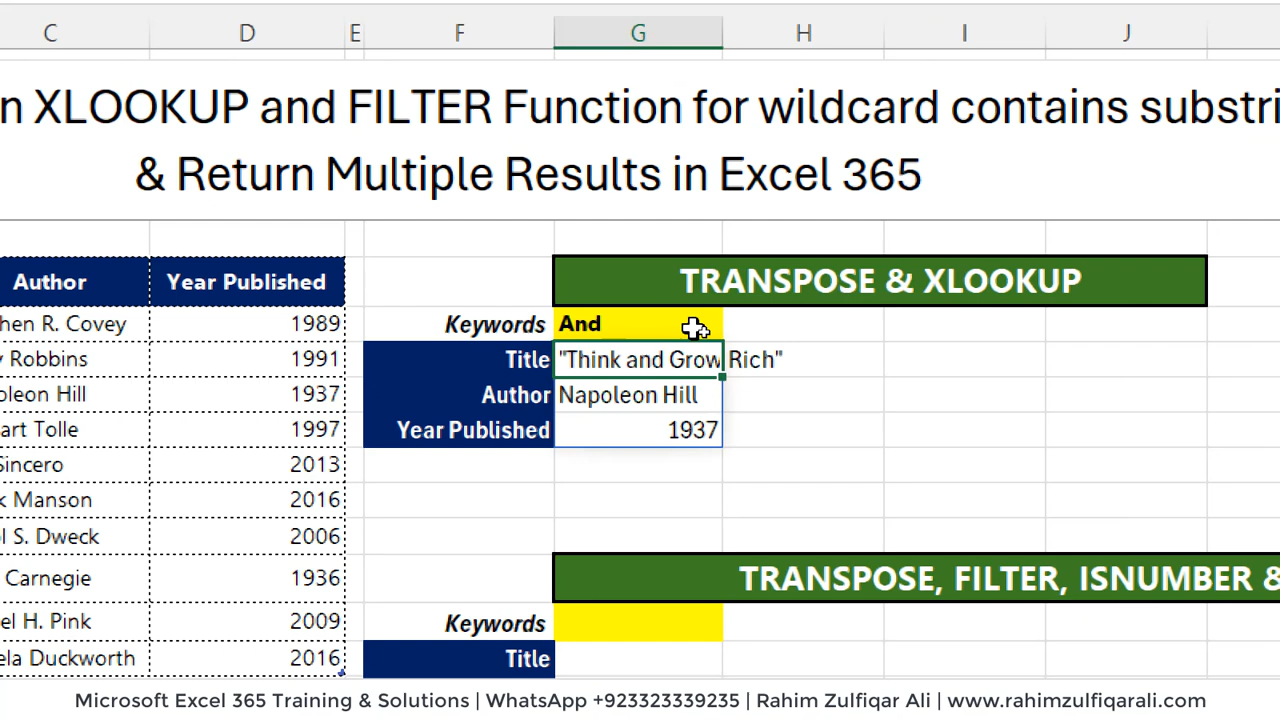 C D E F G H I J
n XLOOKUP and FILTER Function for wildcard contains substri
& Return Multiple Results in Excel 365
Author Year Published TRANSPOSE & XLOOKUP
hen R. Covey 1989 Keywords And
y Robbins 1991 Title "Think and Grow Rich"
oleon Hill 1937 Author Napoleon Hill
art Tolle 1997 Year Published 1937
Sincero 2013
k Manson 2016
ol S. Dweck 2006
Carnegie 1936 TRANSPOSE, FILTER, ISNUMBER &
el H. Pink 2009 Keywords
ela Duckworth 2016 Title
Microsoft Excel 365 Training & Solutions | WhatsApp +923323339235 | Rahim Zulfiqar Ali | www.rahimzulfiqarali.com